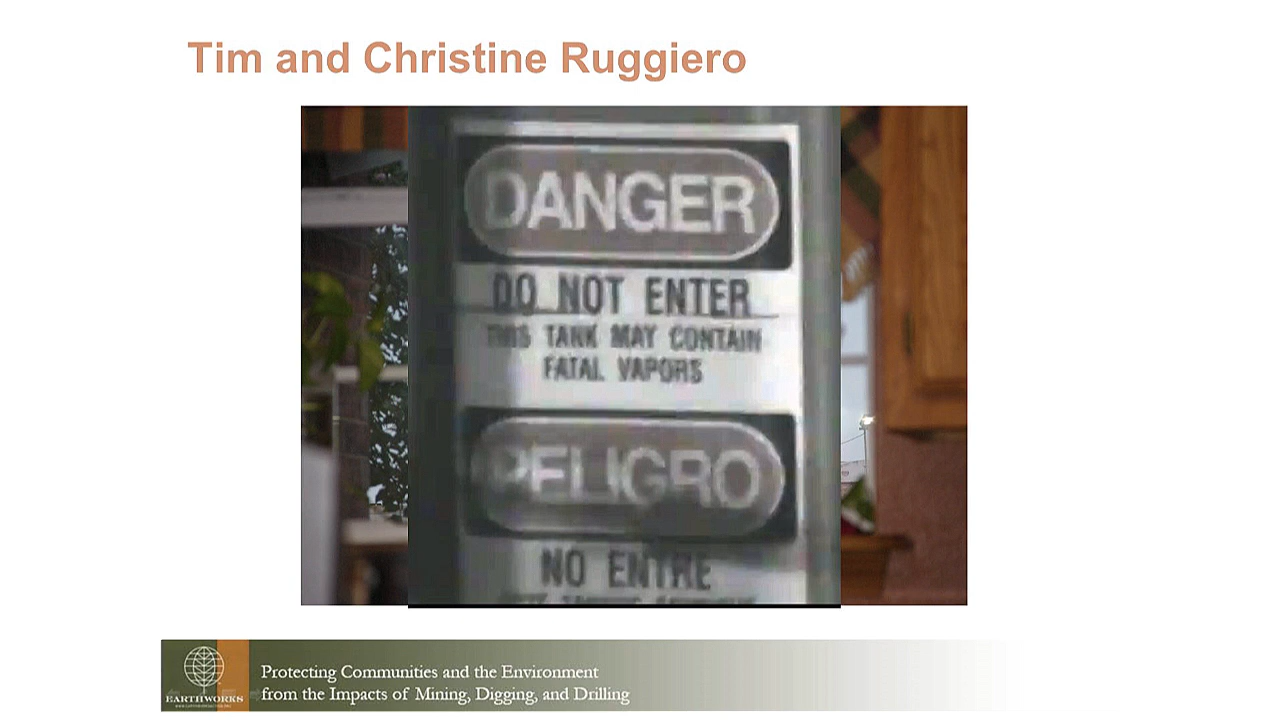 Tim and Christine Ruggiero
DANGER
DO NOT ENTER
THIS TANK MAY CONTAIN
FATAL VAPORS
PELIGRO
NO ENTRE
Protecting Communities and the Environment
from the Impacts of Mining, Digging, and Drilling
EARTHWORKS